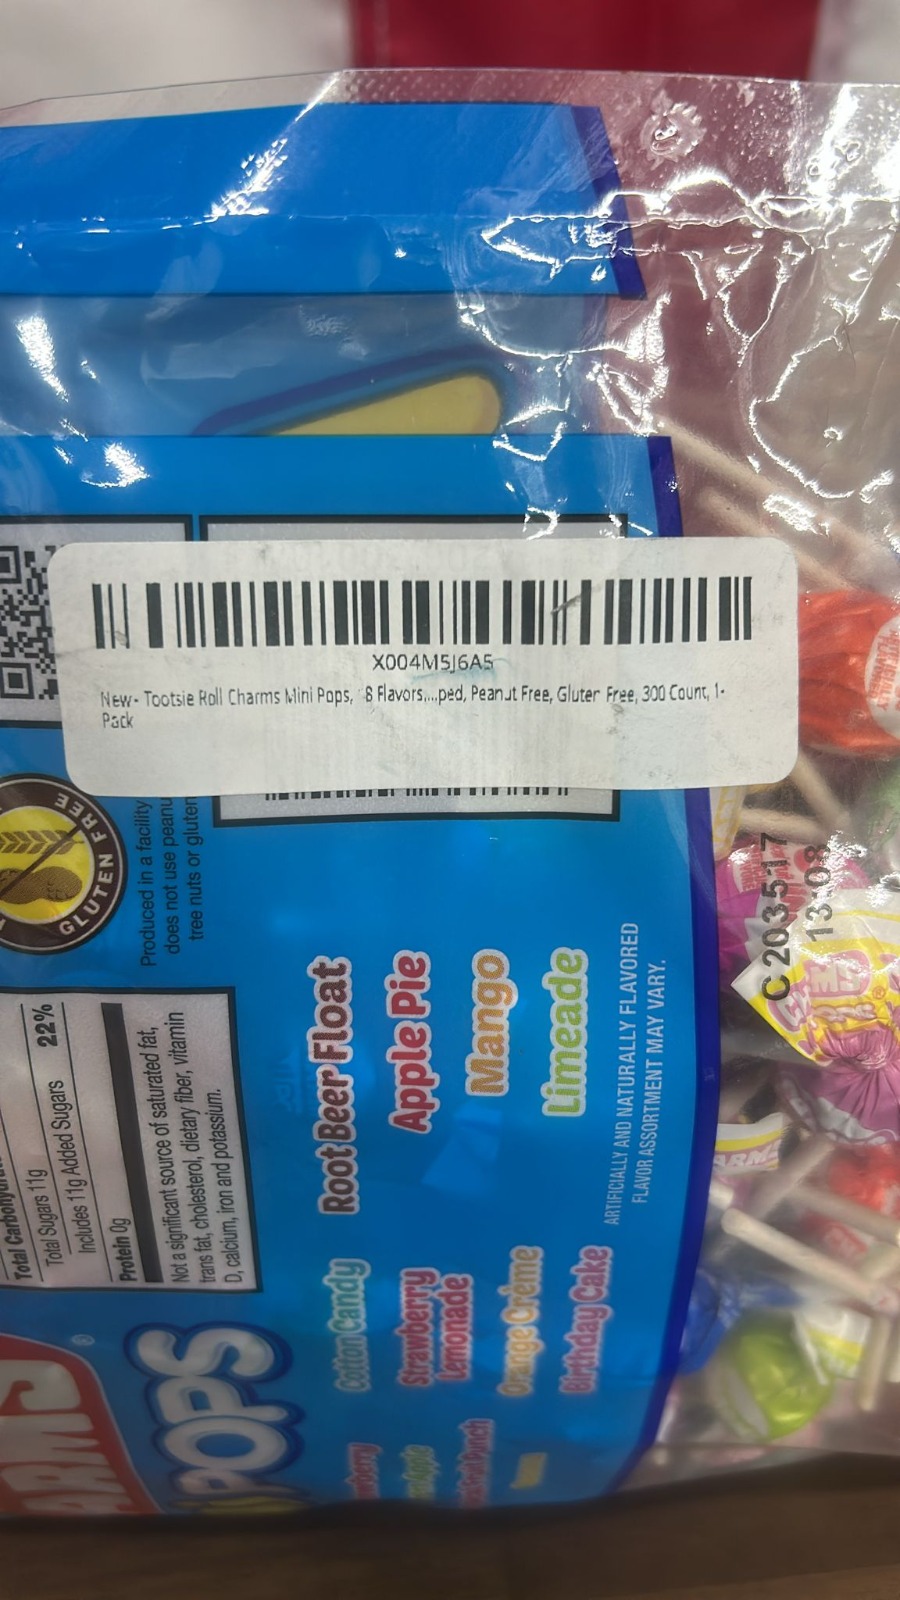 X004M5J6A5
New- Tootsie Roll Charms Mini Pops, 8 Flavors....ped, Peanut Free, Gluten Free, 300 Count, 1-
Pack
GLUTEN FREE
Produced in a facility
does not use peanu
tree nuts or gluten
22%
Total Sugars 11g
Includes 11g Added Sugars
Protein 0g
Not a significant source of saturated fat,
trans fat, cholesterol, dietary fiber, vitamin
D, calcium, iron and potassium.
ARMS
POPS
Root Beer Float
Apple Pie
Mango
Limeade
Cotton Candy
Strawberry
Lemonade
Orange Crème
Birthday Cake
ARTIFICIALLY AND NATURALLY FLAVORED
FLAVOR ASSORTMENT MAY VARY.
C 203517
13:08